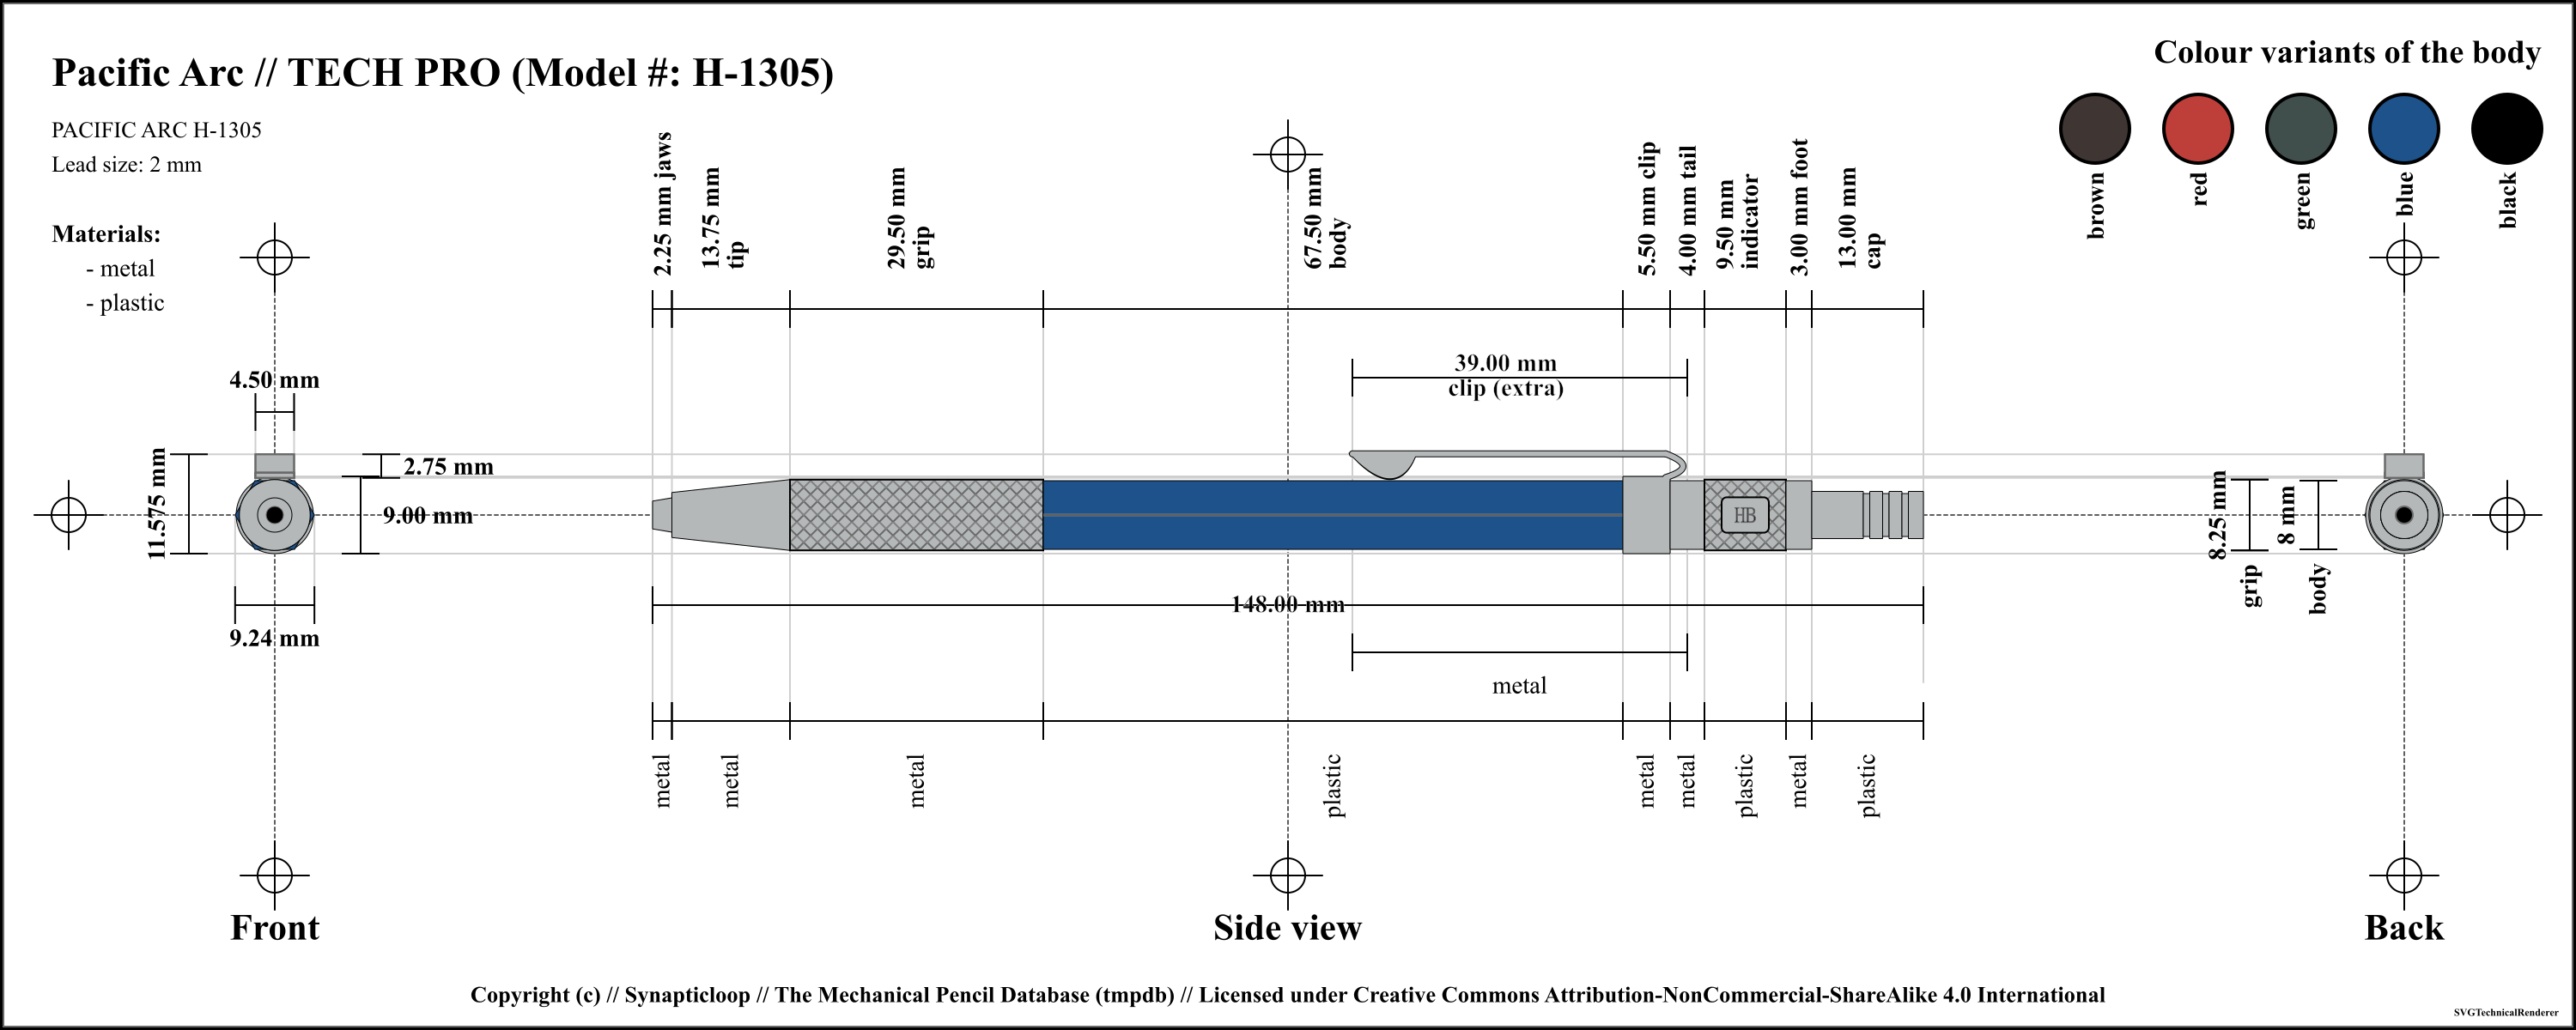 Pacific Arc // TECH PRO (Model #: H-1305)
PACIFIC ARC H-1305
Lead size: 2 mm
Materials:
- metal
- plastic
Colour variants of the body
brown
red
green
blue
black
2.25 mm jaws
13.75 mm
tip
29.50 mm
grip
67.50 mm
body
5.50 mm clip
4.00 mm tail
9.50 mm
indicator
3.00 mm foot
13.00 mm
cap
39.00 mm
clip (extra)
4.50 mm
11.575 mm
2.75 mm
9.00 mm
9.24 mm
HB
8.25 mm
grip
8 mm
body
148.00 mm
metal
metal
metal
metal
plastic
metal
metal
plastic
metal
plastic
Front
Side view
Back
Copyright (c) // Synapticloop // The Mechanical Pencil Database (tmpdb) // Licensed under Creative Commons Attribution-NonCommercial-ShareAlike 4.0 International
SVGTechnicalRenderer